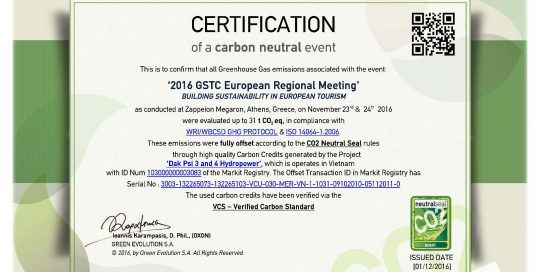 CERTIFICATION
of a carbon neutral event
This is to confirm that all Greenhouse Gas emissions associated with the event:
‘2016 GSTC European Regional Meeting’
BUILDING SUSTAINABILITY IN EUROPEAN TOURISM
as conducted at Zappeion Megaron, Athens, Greece, on November 23rd & 24th 2016
were evaluated up to 31 t CO2 eq, in compliance with
WRI/WBCSD GHG PROTOCOL & ISO 14064-1.2006.
These emissions were fully offset according to the CO2 Neutral Seal rules
through high quality Carbon Credits generated by the Project
‘Dak Psi 3 and 4 Hydropower’, which is operates in Vietnam
with ID Num 103000000003083 of the Markit Registry. The Offset Transaction ID in Markit Registry has
Serial No : 3003-132265073-132265103-VCU-030-MER-VN-1-1031-09102010-05112011-0
The used carbon credits have been verified via the
VCS – Verified Carbon Standard
Ioannis Karampasis, D. Phil., (OXON)
GREEN EVOLUTION S.A.
© 2016, by Green Evolution S.A. All Rights Reserved.
neutralseal
CO2
event
ISSUED DATE
[01/12/2016]